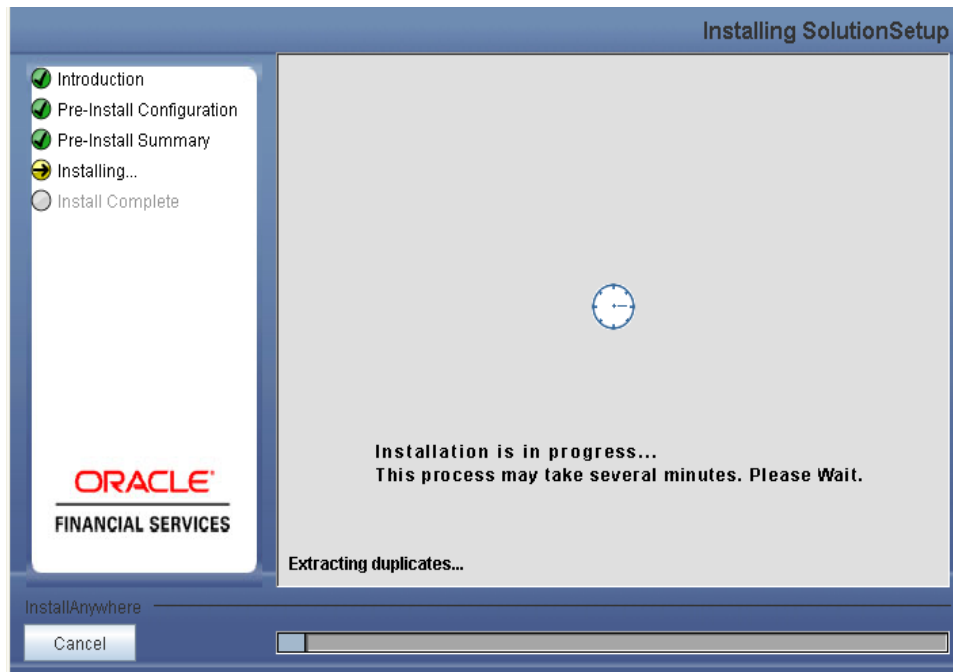 Installing SolutionSetup
Introduction
Pre-Install Configuration
Pre-Install Summary
Installing...
Install Complete
ORACLE
FINANCIAL SERVICES
Installation is in progress...
This process may take several minutes. Please Wait.
Extracting duplicates...
InstallAnywhere
Cancel